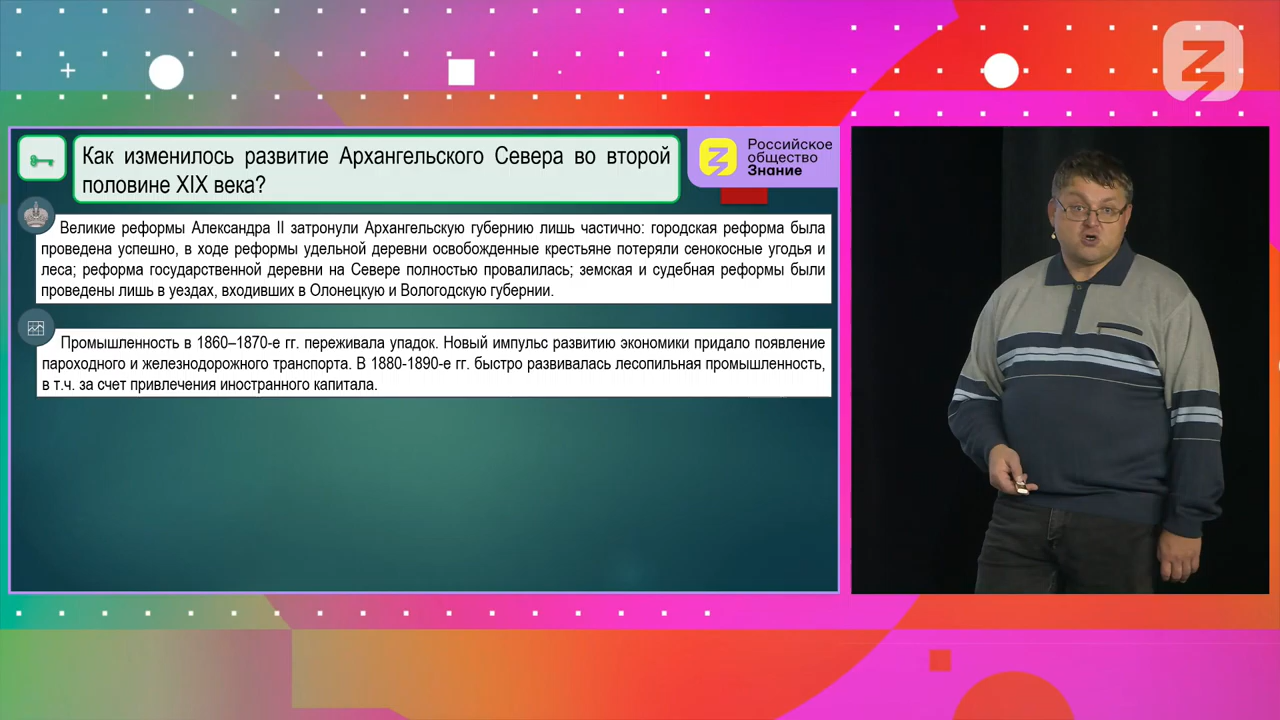 Как изменилось развитие Архангельского Севера во второй
половине XIX века?
Российское
общество
Знание
Великие реформы Александра II затронули Архангельскую губернию лишь частично: городская реформа была
проведена успешно, в ходе реформы удельной деревни освобожденные крестьяне потеряли сенокосные угодья и
леса; реформа государственной деревни на Севере полностью провалилась; земская и судебная реформы были
проведены лишь в уездах, входивших в Олонецкую и Вологодскую губернии.
Промышленность в 1860–1870-е гг. переживала упадок. Новый импульс развитию экономики придало появление
пароходного и железнодорожного транспорта. В 1880-1890-е гг. быстро развивалась лесопильная промышленность,
в т.ч. за счет привлечения иностранного капитала.